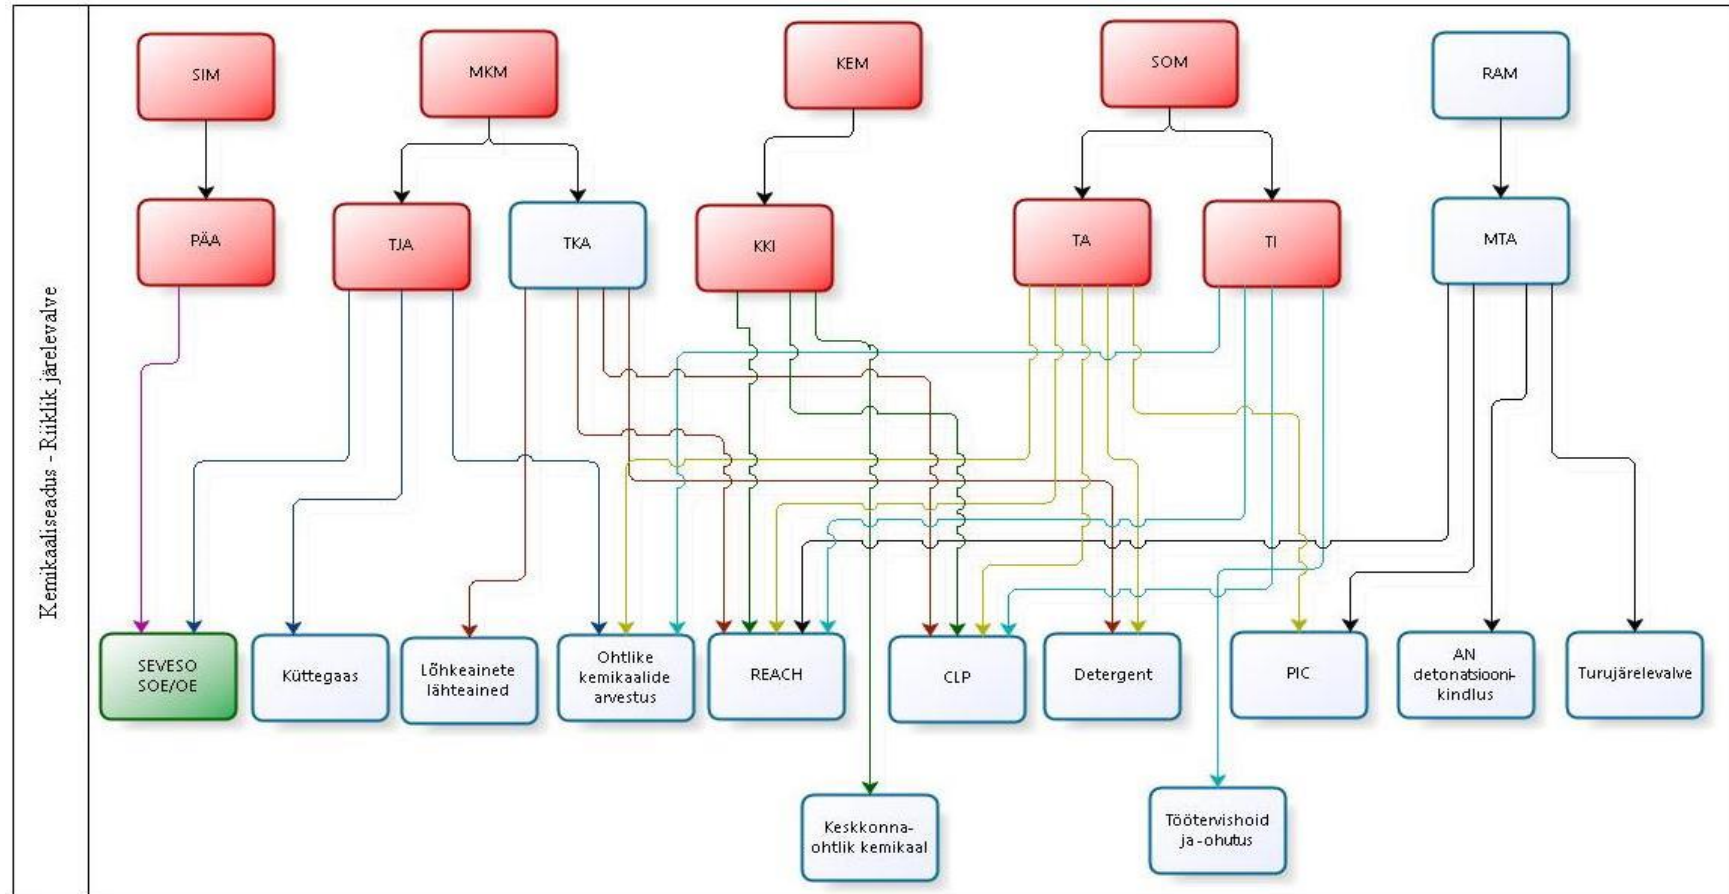 Kemikaaliseadus - Riiklik järelevalve
SIM
MKM
KEM
SOM
RAM
PÄA
TJA
TKA
KKI
TA
TI
MTA
SEVESO
SOE/OE
Küttegaas
Lõhkeainete
lähteained
Ohtlike
kemikaalide
arvestus
REACH
CLP
Detergent
PIC
AN
detonatsiooni-
kindlus
Turujärelevalve
Keskkonna-
ohtlik kemikaal
Töötervishoid
ja -ohutus